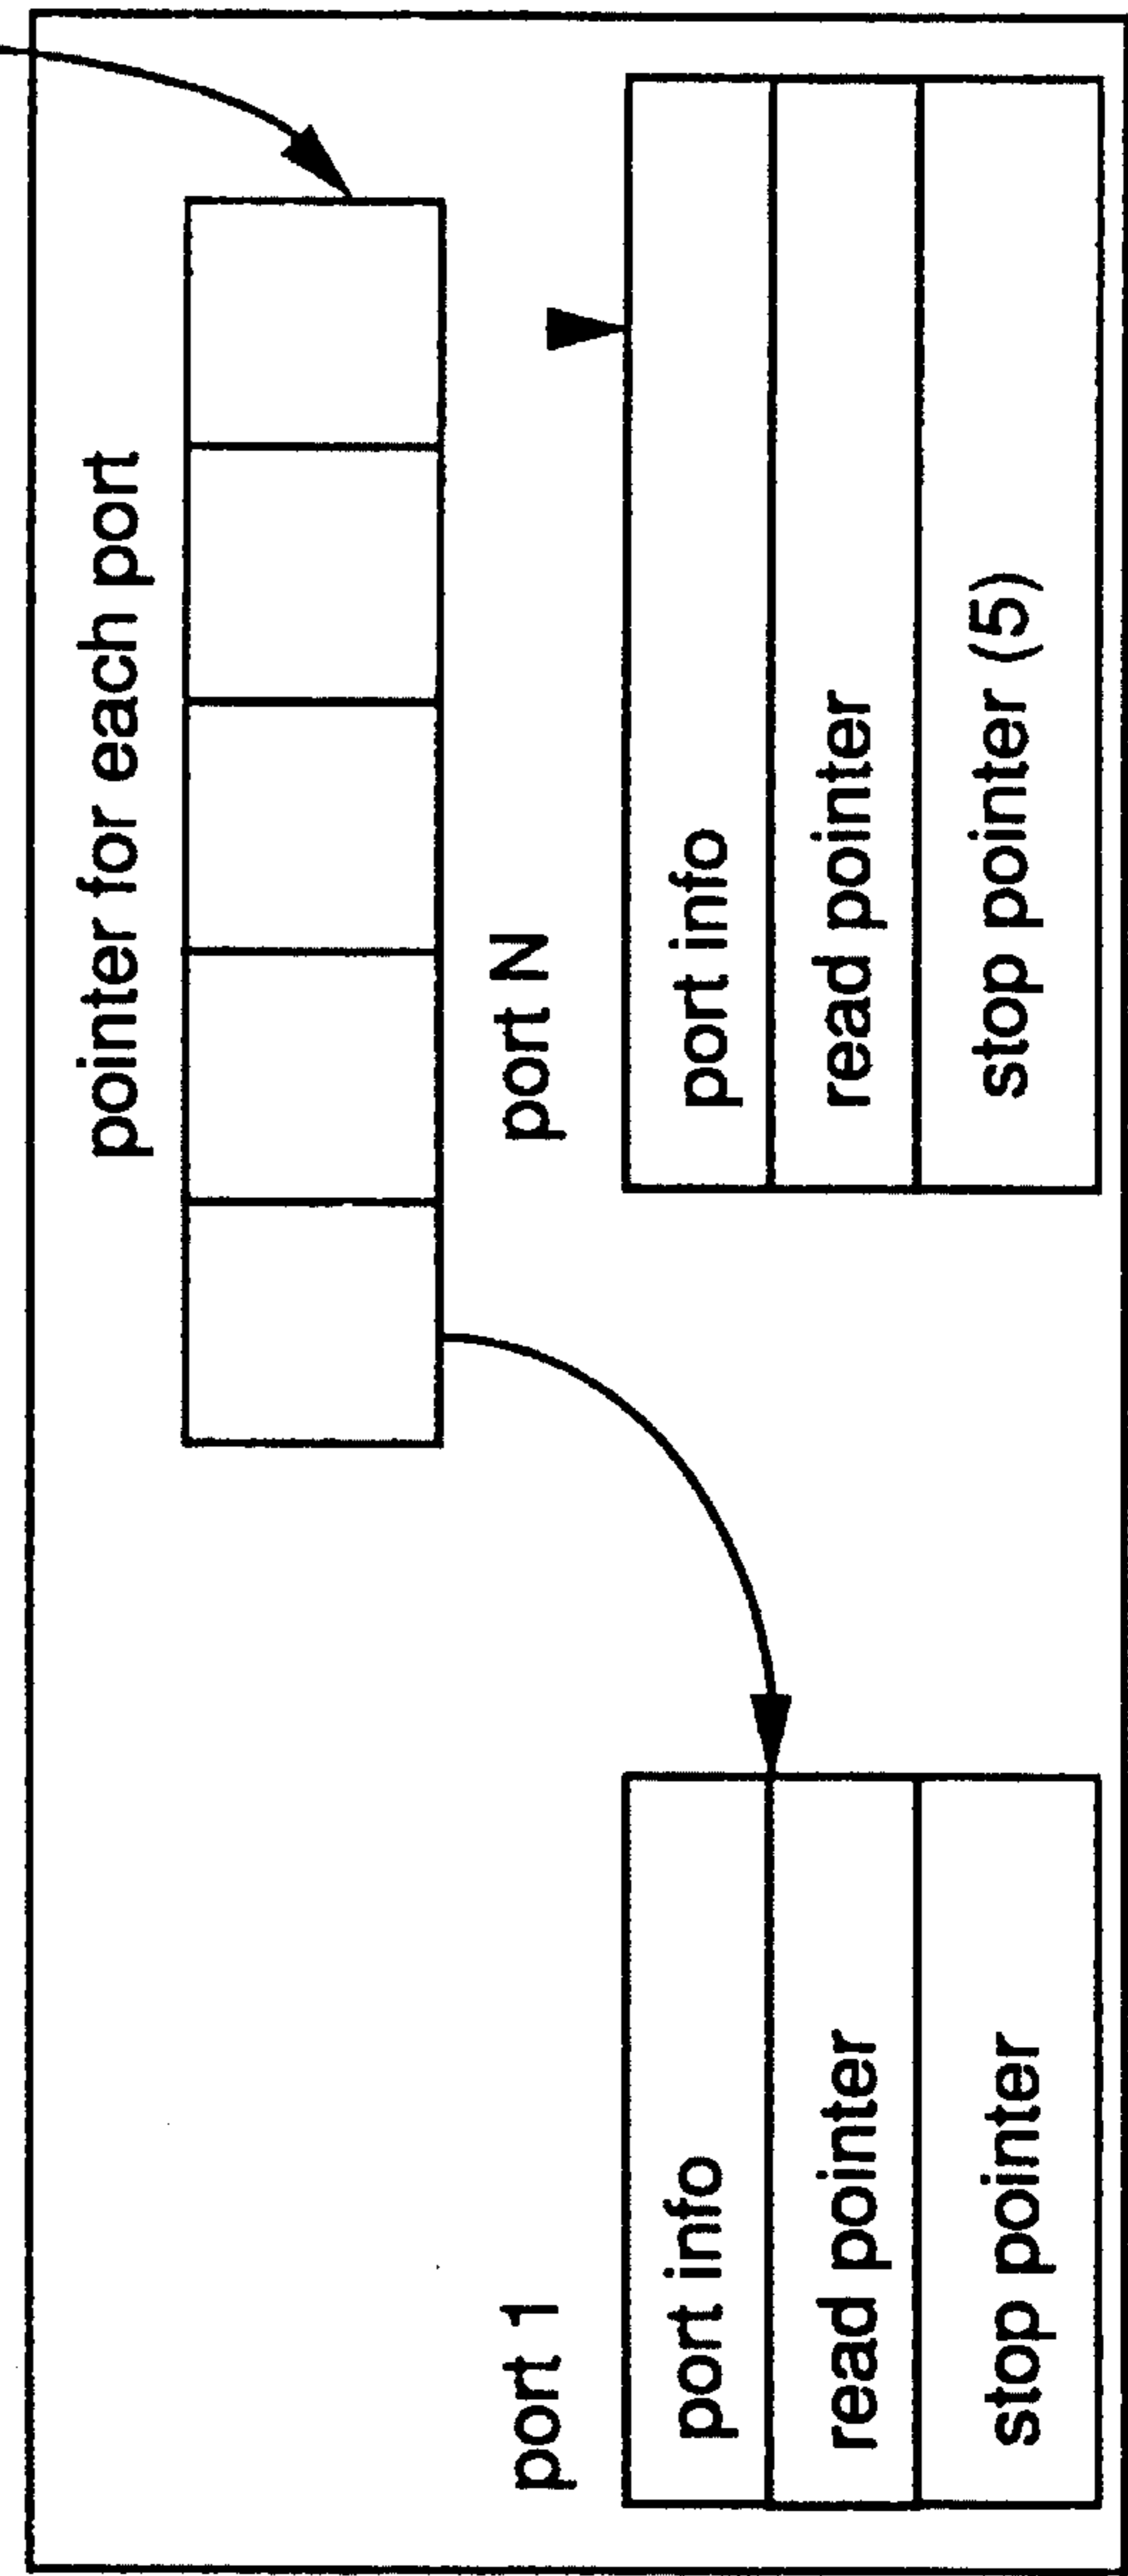 pointer for each port
port 1
port info
read pointer
stop pointer
port N
port info
read pointer
stop pointer (5)